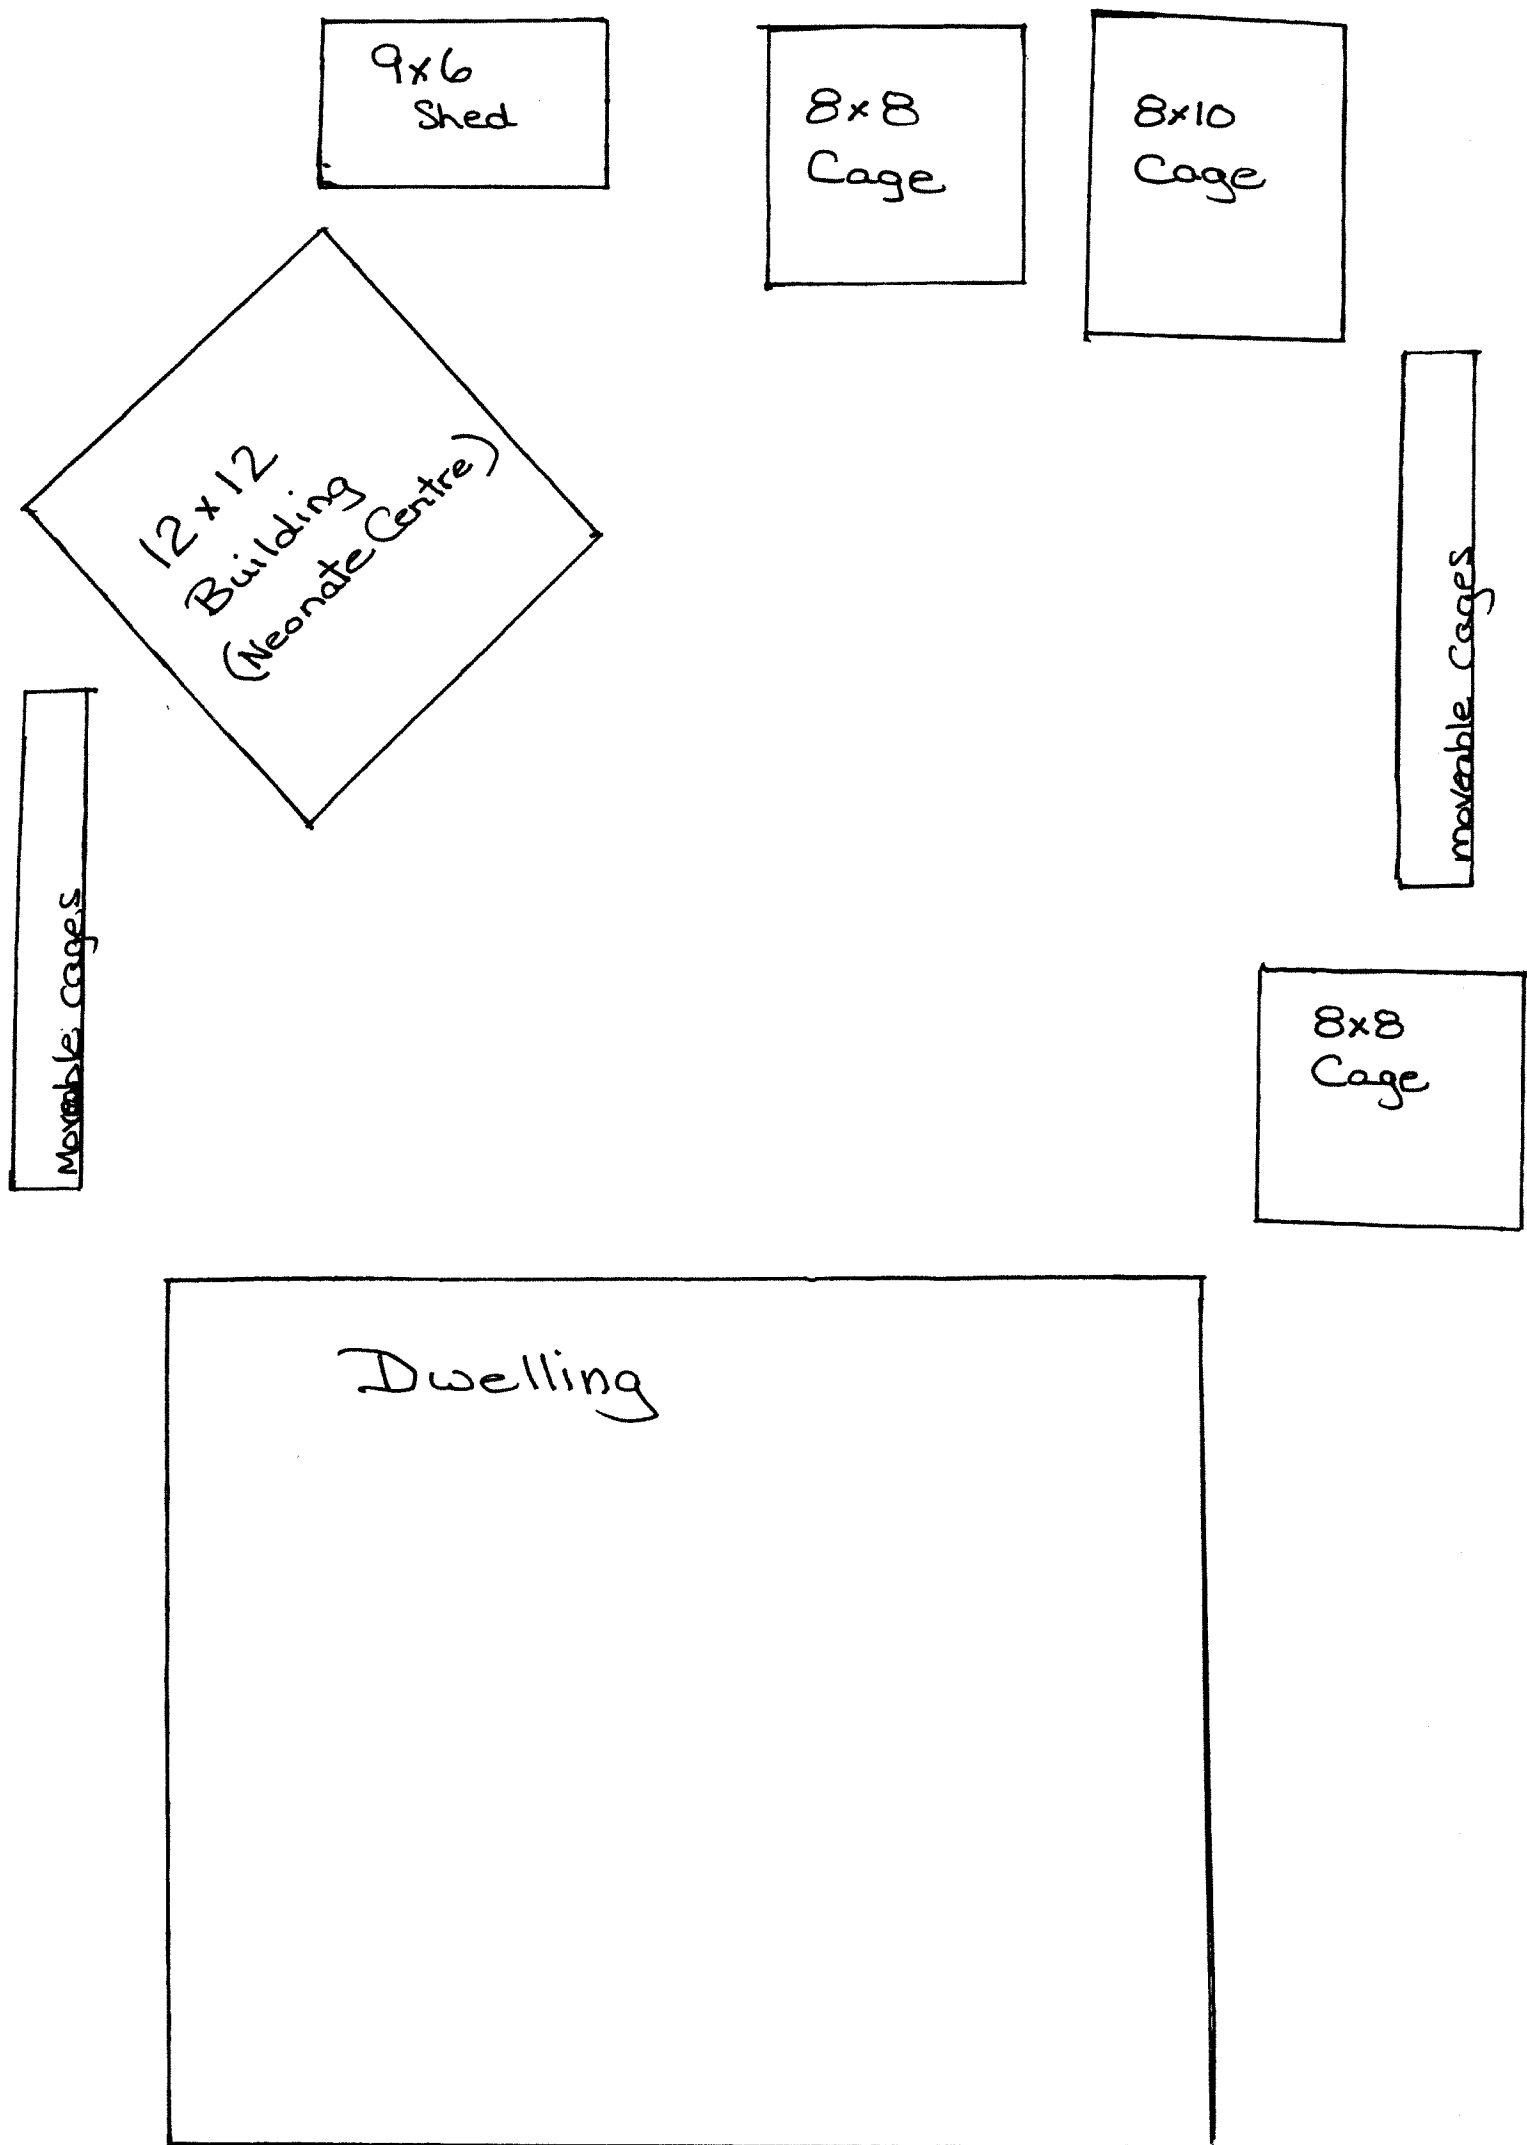 9x6
Shed
8x8
Cage
8x10
Cage
12x12
Building
(Neonate Centre)
moveable Cages
Moveable Cages
8x8
Cage
Dwelling